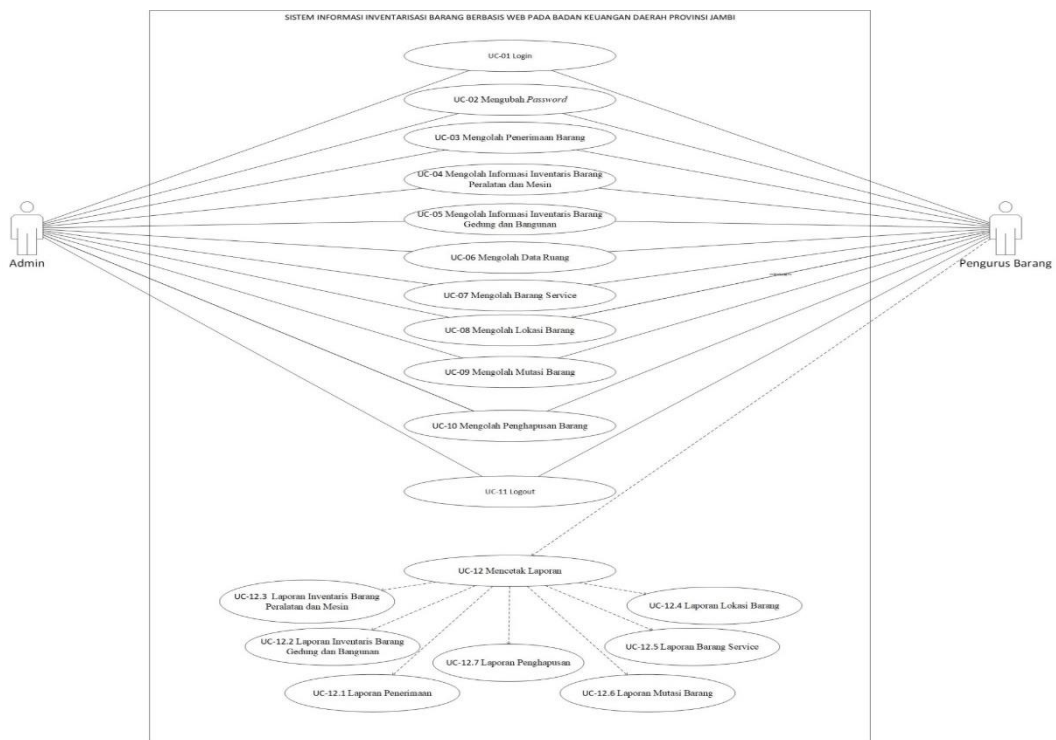 SISTEM INFORMASI INVENTARISASI BARANG BERBASIS WEB PADA BADAN KEUANGAN DAERAH PROVINSI JAMBI
UC-01 Login
UC-02 Mengubah Password
UC-03 Mengolah Penerimaan Barang
UC-04 Mengolah Informasi Inventaris Barang
Peralatan dan Mesin
UC-05 Mengolah Informasi Inventaris Barang
Gedung dan Bangunan
Admin
Pengurus Barang
UC-06 Mengolah Data Ruang
UC-07 Mengolah Barang Service
UC-08 Mengolah Lokasi Barang
UC-09 Mengolah Mutasi Barang
UC-10 Mengolah Penghapusan Barang
UC-11 Logout
UC-12 Mencetak Laporan
UC-12.3 Laporan Inventaris Barang
Peralatan dan Mesin
UC-12.4 Laporan Lokasi Barang
UC-12.2 Laporan Inventaris Barang
Gedung dan Bangunan
UC-12.5 Laporan Barang Service
UC-12.7 Laporan Penghapusan
UC-12.1 Laporan Penerimaan
UC-12.6 Laporan Mutasi Barang